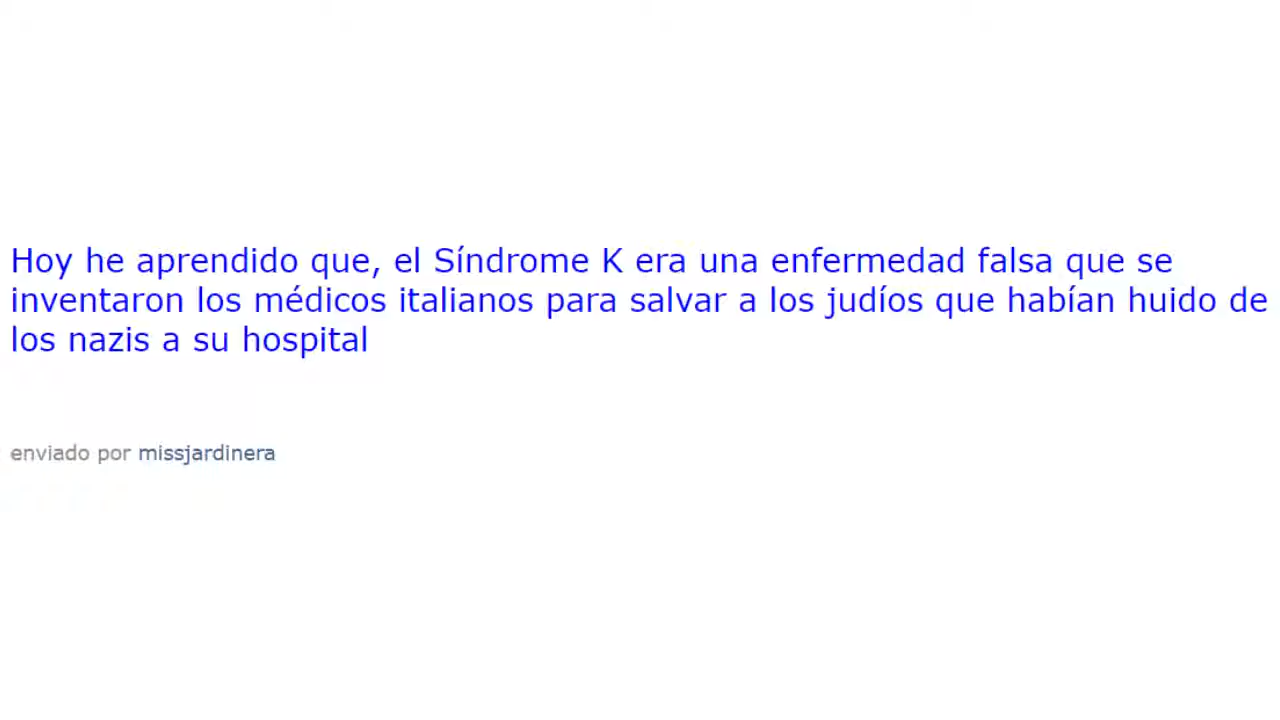 Hoy he aprendido que, el Síndrome K era una enfermedad falsa que se
inventaron los médicos italianos para salvar a los judíos que habían huido de
los nazis a su hospital
enviado por missjardinera